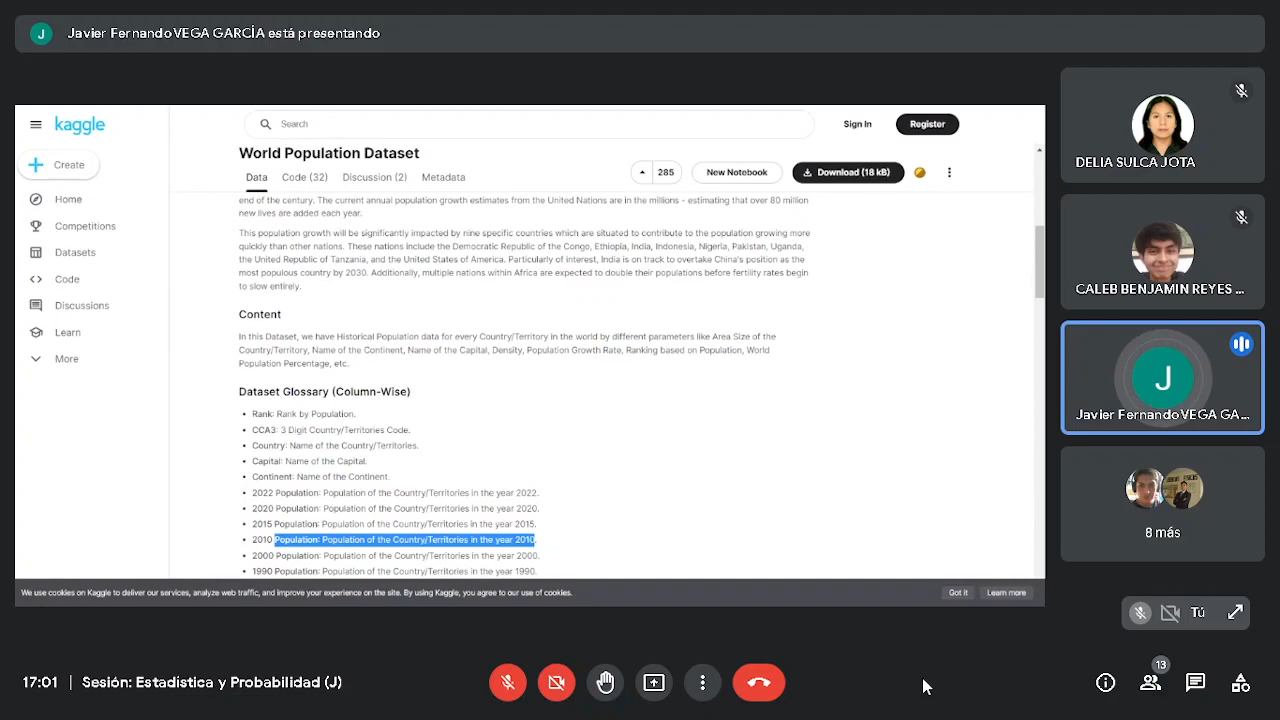 J Javier Fernando VEGA GARCÍA está presentando
kaggle
Search
Sign In
Register
Create
Home
Competitions
Datasets
Code
Discussions
Learn
More
World Population Dataset
Data Code (32) Discussion (2) Metadata
285
New Notebook
Download (18 kB)
end of the century. The current annual population growth estimates from the United Nations are in the millions - estimating that over 80 million
new lives are added each year.
This population growth will be significantly impacted by nine specific countries which are situated to contribute to the population growing more
quickly than other nations. These nations include the Democratic Republic of the Congo, Ethiopia, India, Indonesia, Nigeria, Pakistan, Uganda,
the United Republic of Tanzania, and the United States of America. Particularly of interest, India is on track to overtake China's position as the
most populous country by 2030. Additionally, multiple nations within Africa are expected to double their populations before fertility rates begin
to slow entirely.
Content
In this Dataset, we have Historical Population data for every Country/Territory in the world by different parameters like Area Size of the
Country/Territory, Name of the Continent, Name of the Capital, Density, Population Growth Rate, Ranking based on Population, World
Population Percentage, etc.
Dataset Glossary (Column-Wise)
• Rank: Rank by Population.
• CCA3: 3 Digit Country/Territories Code.
• Country: Name of the Country/Territories.
• Capital: Name of the Capital.
• Continent: Name of the Continent.
• 2022 Population: Population of the Country/Territories in the year 2022.
• 2020 Population: Population of the Country/Territories in the year 2020.
• 2015 Population: Population of the Country/Territories in the year 2015.
• 2010 Population: Population of the Country/Territories in the year 2010.
• 2000 Population: Population of the Country/Territories in the year 2000.
• 1990 Population: Population of the Country/Territories in the year 1990.
We use cookies on Kaggle to deliver our services, analyze web traffic, and improve your experience on the site. By using Kaggle, you agree to our use of cookies.
Got it
Learn more
DELIA SULCA JOTA
CALEB BENJAMIN REYES ...
J
Javier Fernando VEGA GA...
8 más
Tú
17:01 | Sesión: Estadistica y Probabilidad (J)
13